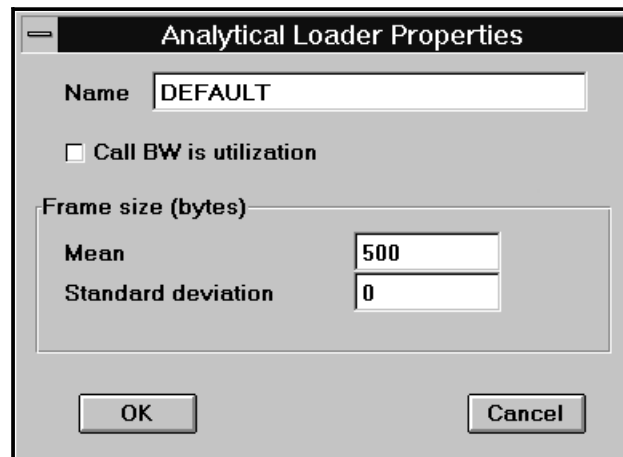 Analytical Loader Properties
Name DEFAULT
Call BW is utilization
Frame size (bytes)
Mean 500
Standard deviation 0
OK Cancel